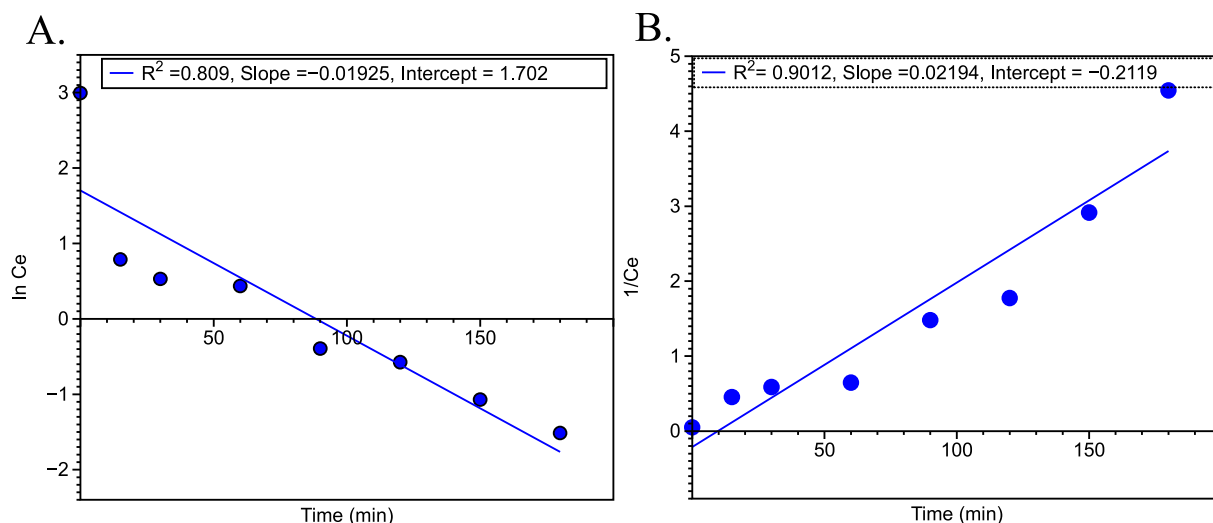 A.
R² =0.809, Slope =−0.01925, Intercept = 1.702
3
2
1
0
−1
−2
50
100
150
ln Ce
Time (min)
B.
R²= 0.9012, Slope =0.02194, Intercept = −0.2119
5
4
3
2
1
0
50
100
150
1/Ce
Time (min)